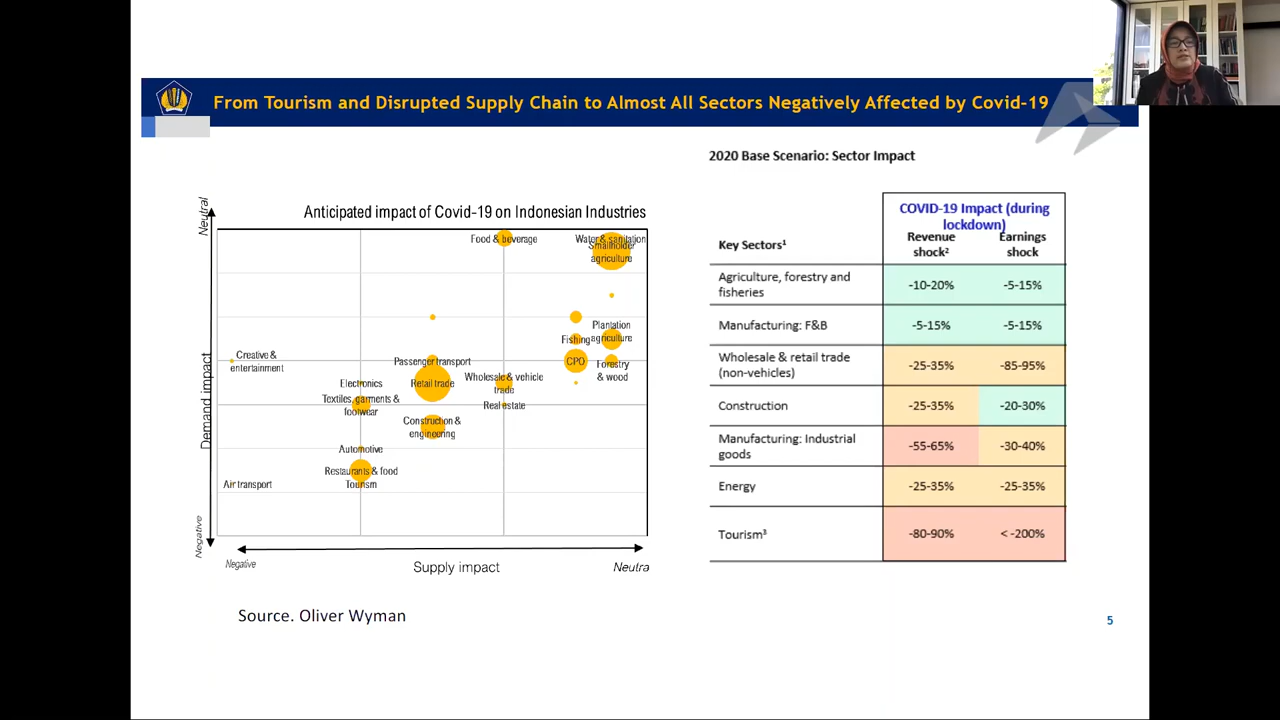 From Tourism and Disrupted Supply Chain to Almost All Sectors Negatively Affected by Covid-19
2020 Base Scenario: Sector Impact
Anticipated impact of Covid-19 on Indonesian Industries
Neutral
Demand impact
Negative
Food & beverage
Water & sanitation
Smallholder
agriculture
Plantation
agriculture
Fishing
Creative &
entertainment
Passenger transport
CPO
Forestry
& wood
Electronics
Retail trade
Wholesale & vehicle
trade
Textiles, garments &
footwear
Real estate
Construction &
engineering
Automotive
Restaurants & food
Tourism
Air transport
Negative
Supply impact
Neutra
COVID-19 Impact (during
lockdown)
Key Sectors¹
Revenue
shock²
Earnings
shock
Agriculture, forestry and
fisheries
-10-20%
-5-15%
Manufacturing: F&B
-5-15%
-5-15%
Wholesale & retail trade
(non-vehicles)
-25-35%
-85-95%
Construction
-25-35%
-20-30%
Manufacturing: Industrial
goods
-55-65%
-30-40%
Energy
-25-35%
-25-35%
Tourism³
-80-90%
< -200%
Source. Oliver Wyman
5